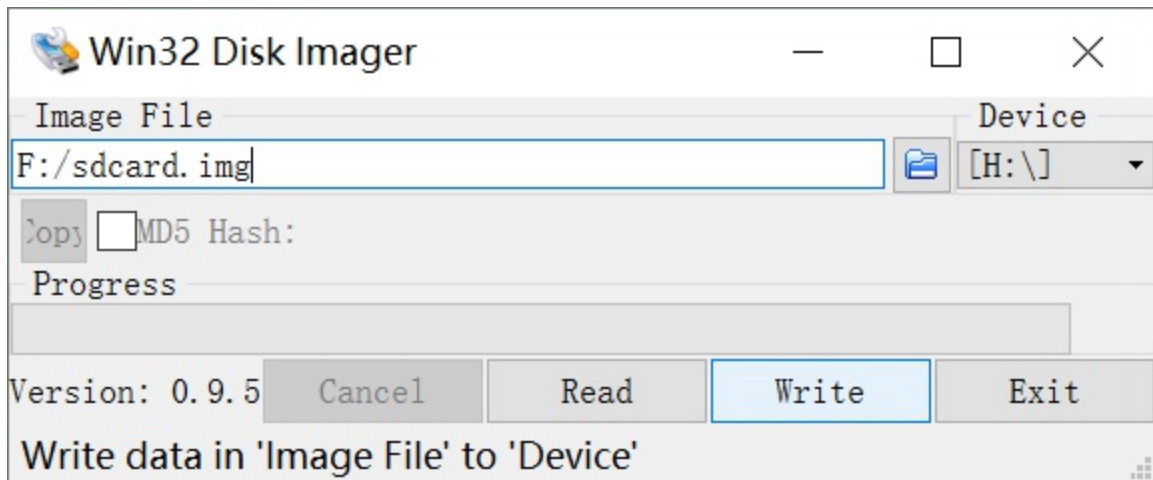 Win32 Disk Imager
Image File
Device
F:/sdcard.img
[H:\]
Copy
MD5 Hash:
Progress
Version: 0.9.5
Cancel
Read
Write
Exit
Write data in 'Image File' to 'Device'